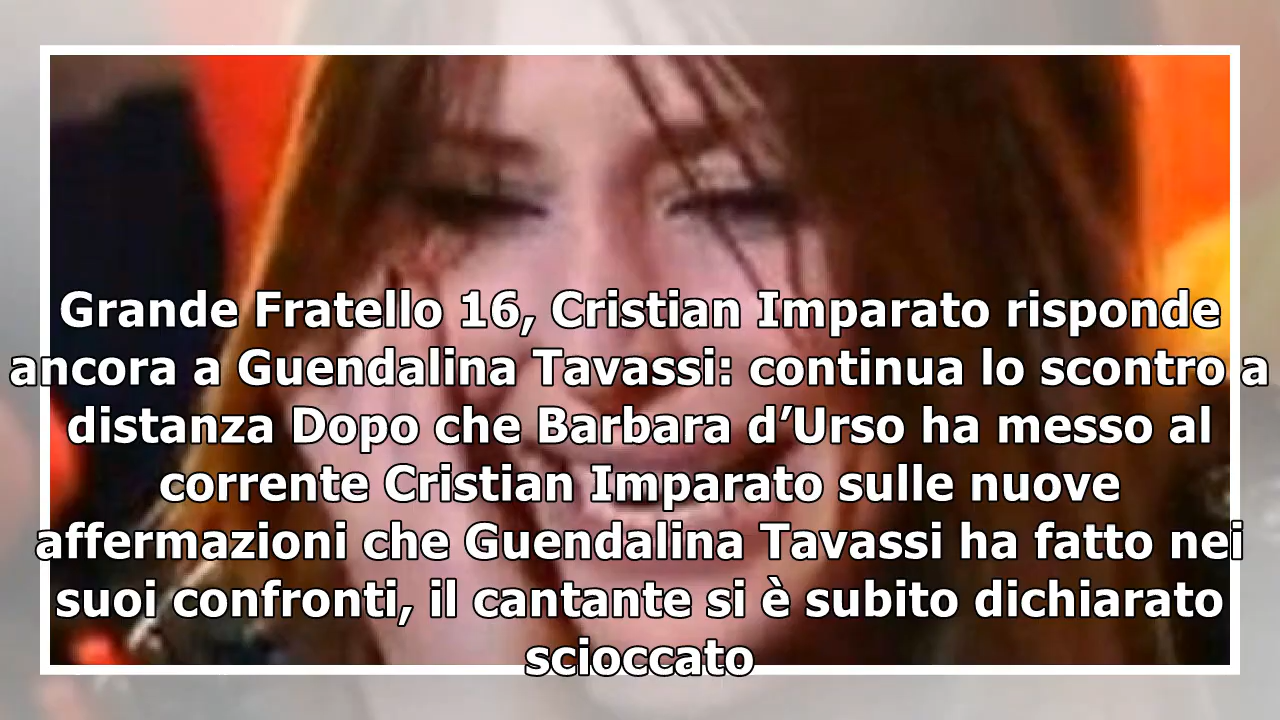 Grande Fratello 16, Cristian Imparato risponde
ancora a Guendalina Tavassi: continua lo scontro a
distanza Dopo che Barbara d’Urso ha messo al
corrente Cristian Imparato sulle nuove
affermazioni che Guendalina Tavassi ha fatto nei
suoi confronti, il cantante si è subito dichiarato
scioccato